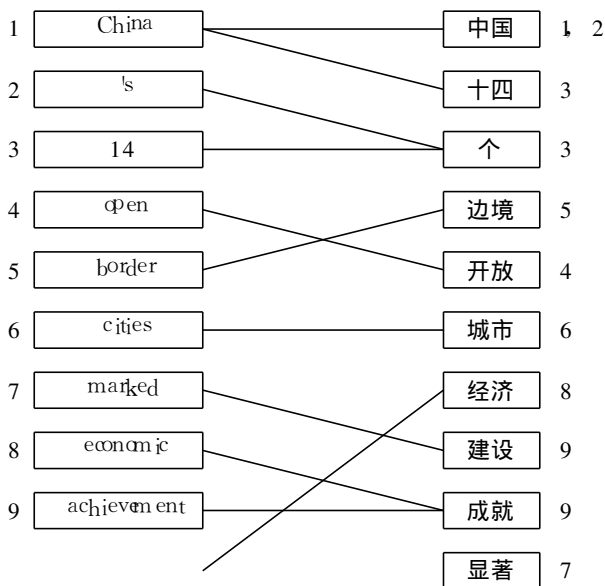 1 China 中国 1, 2
2 's 十四 3
3 14 个 3
4 open 边境 5
5 border 开放 4
6 cities 城市 6
7 marked 经济 8
8 economic 建设 9
9 achievement 成就 9
显著 7